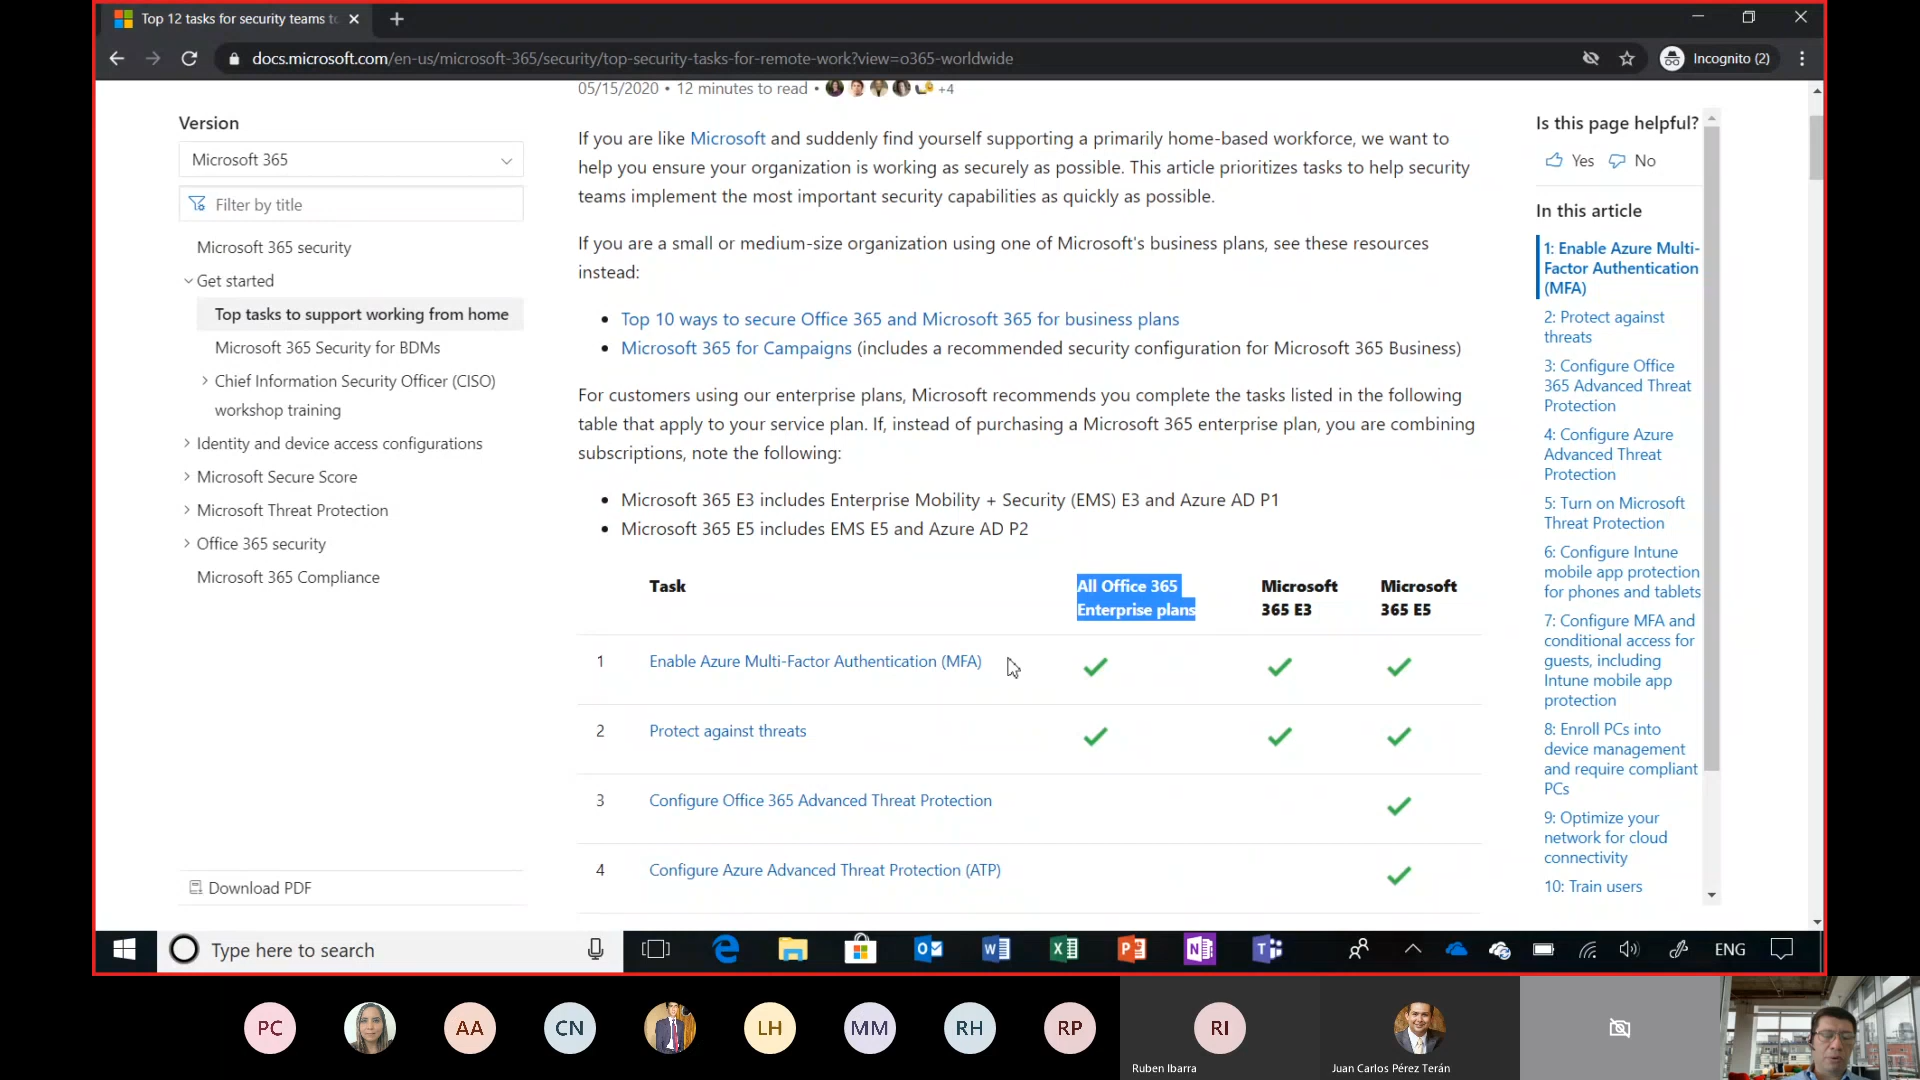 Top 12 tasks for security teams to
docs.microsoft.com/en-us/microsoft-365/security/top-security-tasks-for-remote-work?view=o365-worldwide
Incognito (2)
Version
Microsoft 365
Filter by title
Microsoft 365 security
Get started
Top tasks to support working from home
Microsoft 365 Security for BDMs
Chief Information Security Officer (CISO)
workshop training
Identity and device access configurations
Microsoft Secure Score
Microsoft Threat Protection
Office 365 security
Microsoft 365 Compliance
Download PDF
05/15/2020 • 12 minutes to read • +4
If you are like Microsoft and suddenly find yourself supporting a primarily home-based workforce, we want to
help you ensure your organization is working as securely as possible. This article prioritizes tasks to help security
teams implement the most important security capabilities as quickly as possible.
If you are a small or medium-size organization using one of Microsoft's business plans, see these resources
instead:
• Top 10 ways to secure Office 365 and Microsoft 365 for business plans
• Microsoft 365 for Campaigns (includes a recommended security configuration for Microsoft 365 Business)
For customers using our enterprise plans, Microsoft recommends you complete the tasks listed in the following
table that apply to your service plan. If, instead of purchasing a Microsoft 365 enterprise plan, you are combining
subscriptions, note the following:
• Microsoft 365 E3 includes Enterprise Mobility + Security (EMS) E3 and Azure AD P1
• Microsoft 365 E5 includes EMS E5 and Azure AD P2
Task
All Office 365
Enterprise plans
Microsoft
365 E3
Microsoft
365 E5
1 Enable Azure Multi-Factor Authentication (MFA)
2 Protect against threats
3 Configure Office 365 Advanced Threat Protection
4 Configure Azure Advanced Threat Protection (ATP)
Is this page helpful?
Yes No
In this article
1: Enable Azure Multi-
Factor Authentication
(MFA)
2: Protect against
threats
3: Configure Office
365 Advanced Threat
Protection
4: Configure Azure
Advanced Threat
Protection
5: Turn on Microsoft
Threat Protection
6: Configure Intune
mobile app protection
for phones and tablets
7: Configure MFA and
conditional access for
guests, including
Intune mobile app
protection
8: Enroll PCs into
device management
and require compliant
PCs
9: Optimize your
network for cloud
connectivity
10: Train users
Type here to search
ENG
PC
AA
CN
LH
MM
RH
RP
RI
Ruben Ibarra
Juan Carlos Pérez Terán